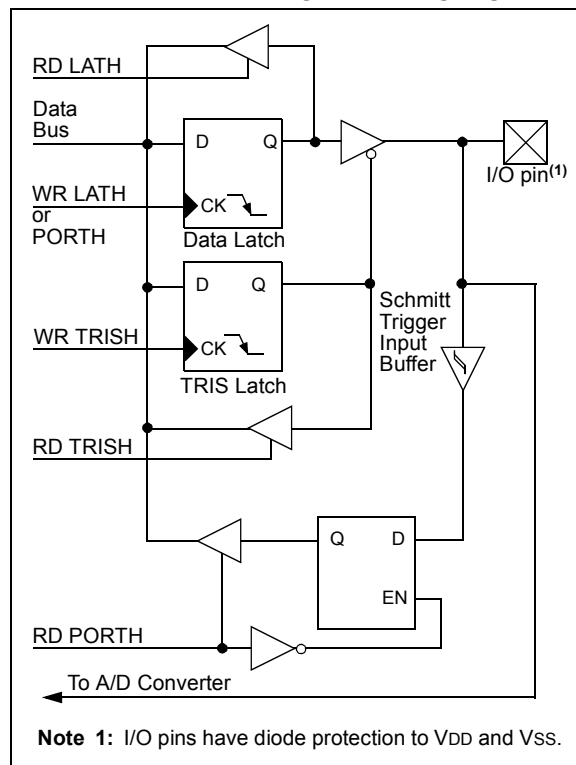 RD LATH
Data
Bus
D Q
I/O pin(1)
WR LATH
or
PORTH
CK
Data Latch
D Q
Schmitt
Trigger
Input
Buffer
WR TRISH
CK
TRIS Latch
RD TRISH
Q D
EN
RD PORTH
To A/D Converter
Note 1: I/O pins have diode protection to VDD and VSS.